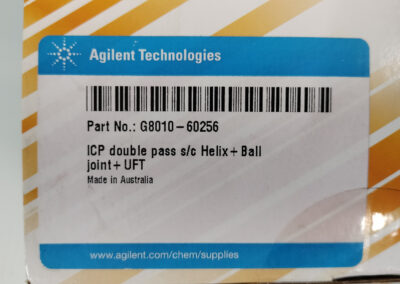 Agilent Technologies
Part No.: G8010-60256
ICP double pass s/c Helix+ Ball
joint+ UFT
Made in Australia
www.agilent.com/chem/supplies